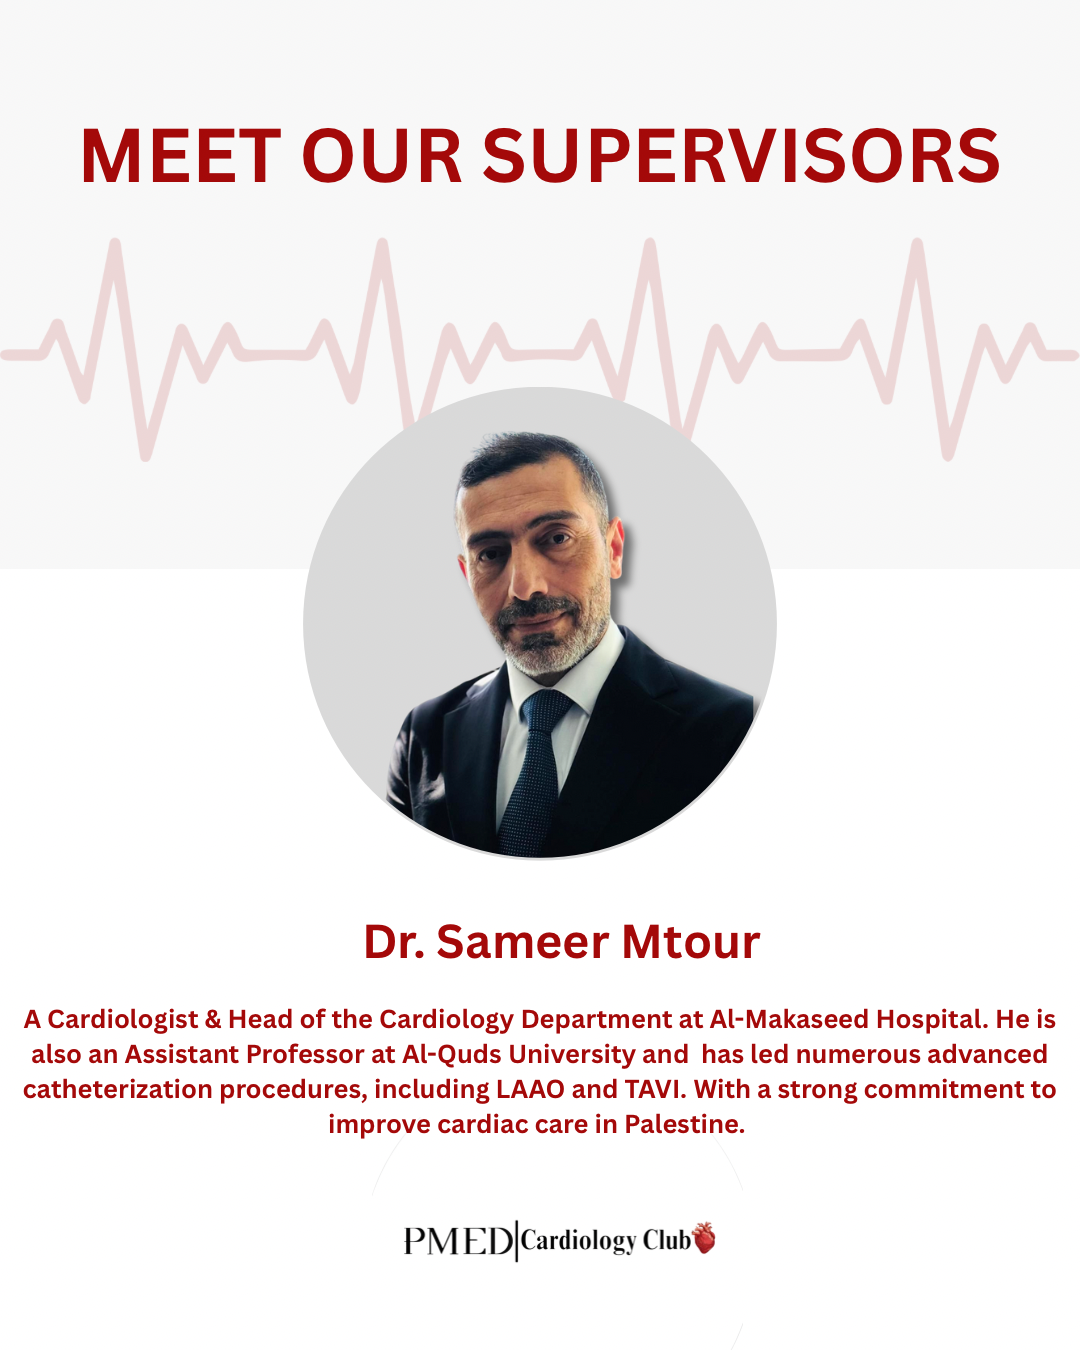 MEET OUR SUPERVISORS
Dr. Sameer Mtour
A Cardiologist & Head of the Cardiology Department at Al-Makaseed Hospital. He is
also an Assistant Professor at Al-Quds University and  has led numerous advanced
catheterization procedures, including LAAO and TAVI. With a strong commitment to
improve cardiac care in Palestine.
PMED|Cardiology Club